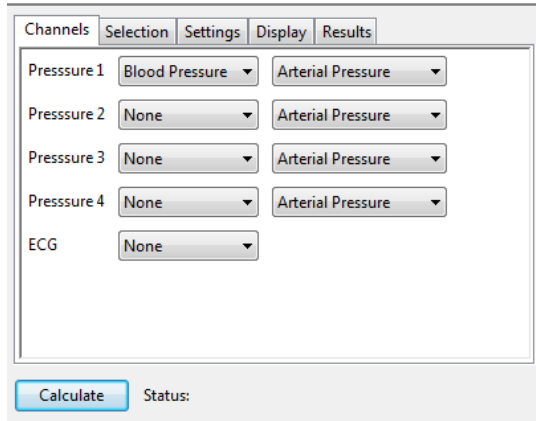 Channels Selection Settings Display Results
Presssure 1 Blood Pressure Arterial Pressure
Presssure 2 None Arterial Pressure
Presssure 3 None Arterial Pressure
Presssure 4 None Arterial Pressure
ECG None
Calculate Status: